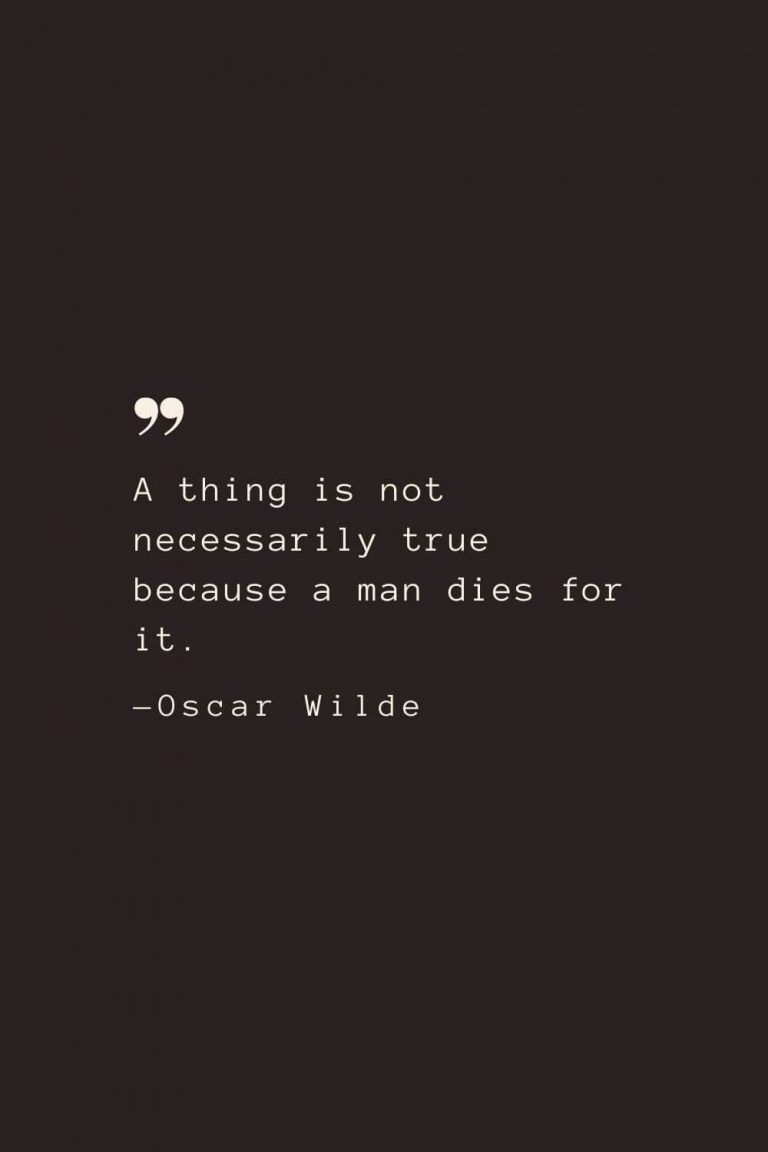 ”
A thing is not
necessarily true
because a man dies for
it.
—Oscar Wilde